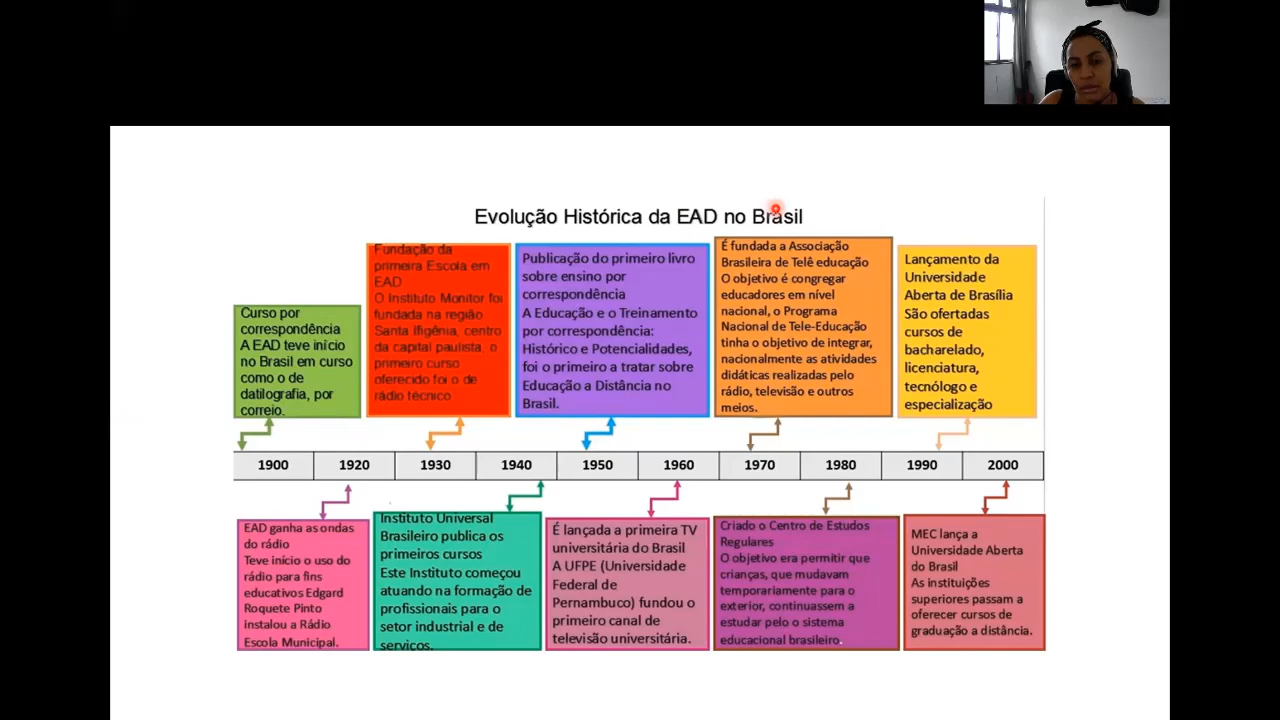 Evolução Histórica da EAD no Brasil
Curso por
correspondência
A EAD teve início
no Brasil em curso
como o de
datilografia, por
correio.
Fundação da
primeira Escola em
EAD
O Instituto Monitor foi
fundada na região
Santa Ifigênia, centro
da capital paulista, o
primeiro curso
oferecido foi o de
rádio técnico
Publicação do primeiro livro
sobre ensino por
correspondência
A Educação e o Treinamento
por correspondência:
Histórico e Potencialidades,
foi o primeiro a tratar sobre
Educação a Distância no
Brasil.
É fundada a Associação
Brasileira de Telê educação
O objetivo é congregar
educadores em nível
nacional, o Programa
Nacional de Tele-Educação
tinha o objetivo de integrar,
nacionalmente as atividades
didáticas realizadas pelo
rádio, televisão e outros
meios.
Lançamento da
Universidade
Aberta de Brasília
São ofertadas
cursos de
bacharelado,
licenciatura,
tecnólogo e
especialização
1900 1920 1930 1940 1950 1960 1970 1980 1990 2000
EAD ganha as ondas
do rádio
Teve início o uso do
rádio para fins
educativos Edgard
Roquete Pinto
instalou a Rádio
Escola Municipal.
Instituto Universal
Brasileiro publica os
primeiros cursos
Este Instituto começou
atuando na formação de
profissionais para o
setor industrial e de
serviços.
É lançada a primeira TV
universitária do Brasil
A UFPE (Universidade
Federal de
Pernambuco) fundou o
primeiro canal de
televisão universitária.
Criado o Centro de Estudos
Regulares
O objetivo era permitir que
crianças, que mudavam
temporariamente para o
exterior, continuassem a
estudar pelo o sistema
educacional brasileiro.
MEC lança a
Universidade Aberta
do Brasil
As instituições
superiores passam a
oferecer cursos de
graduação a distância.